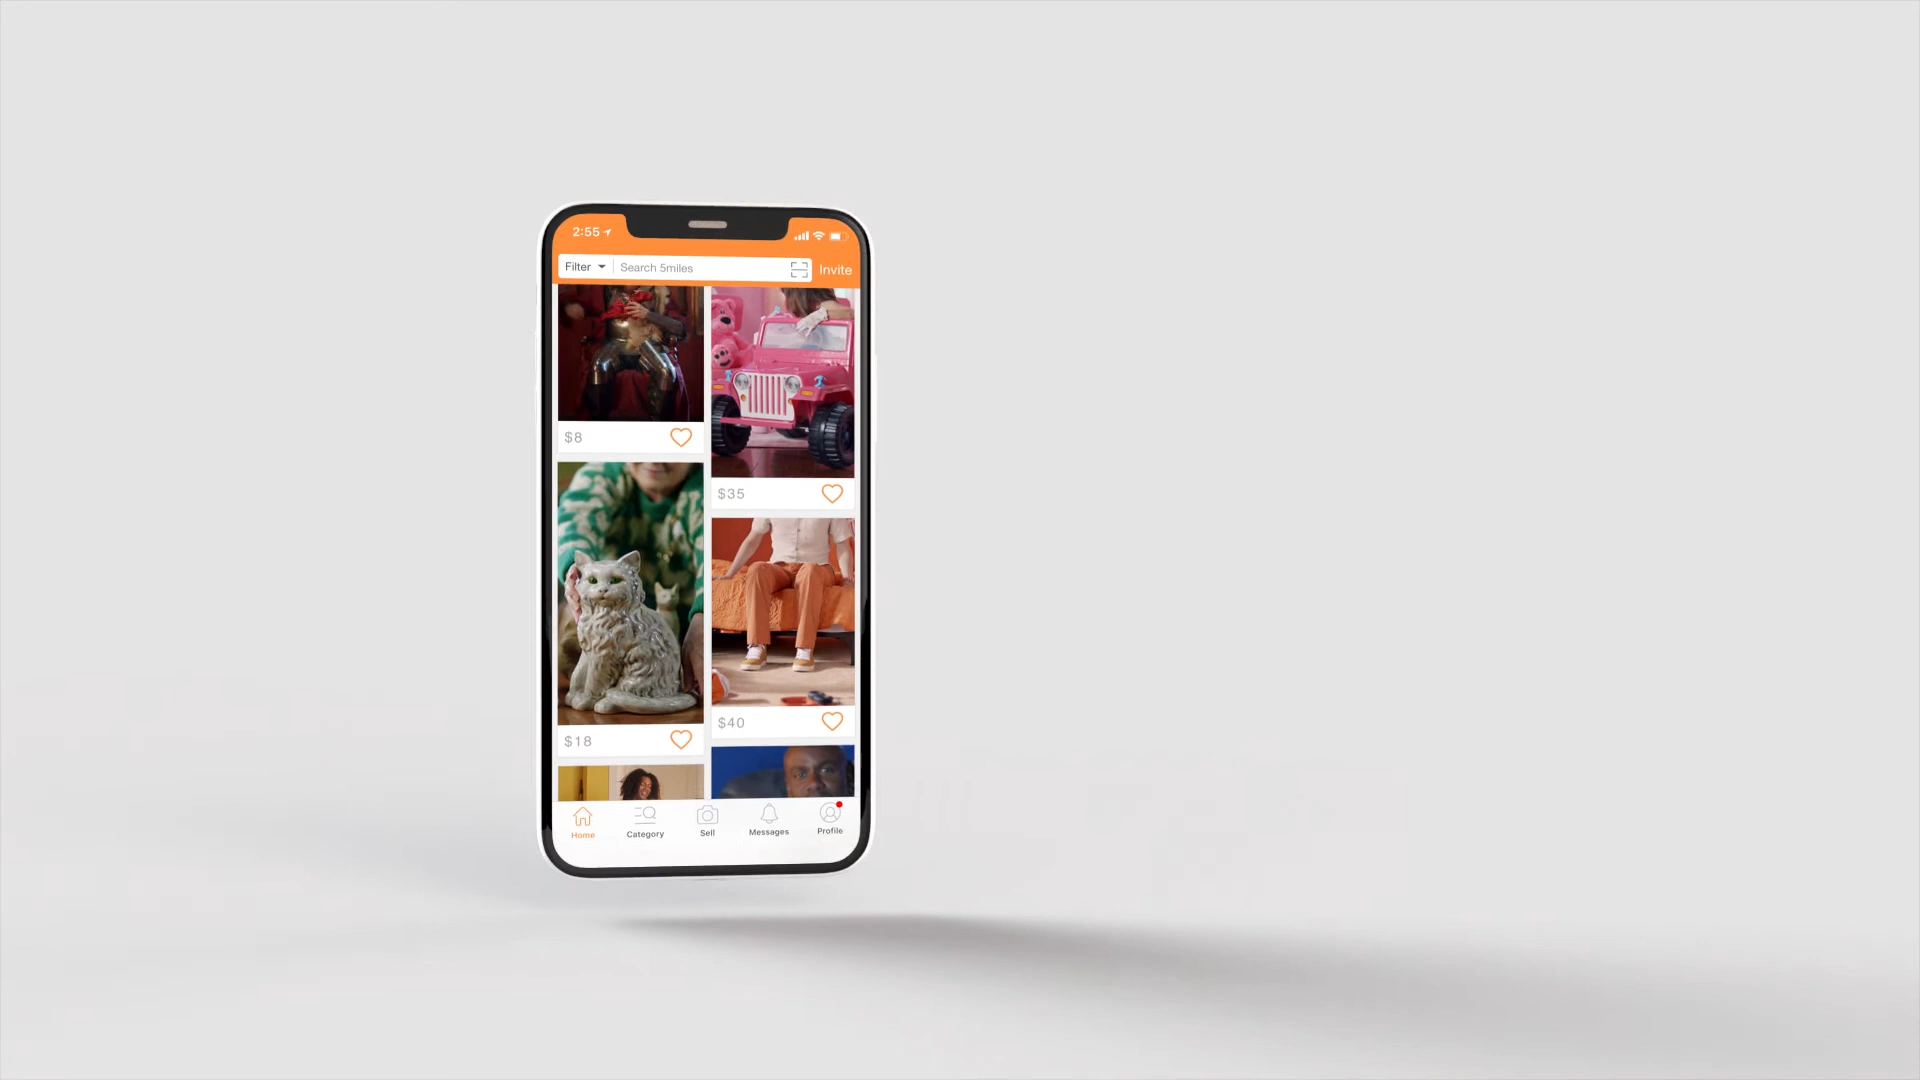 2:55
Filter Search 5miles Invite
$8
$35
$18
$40
Home Category Sell Messages Profile